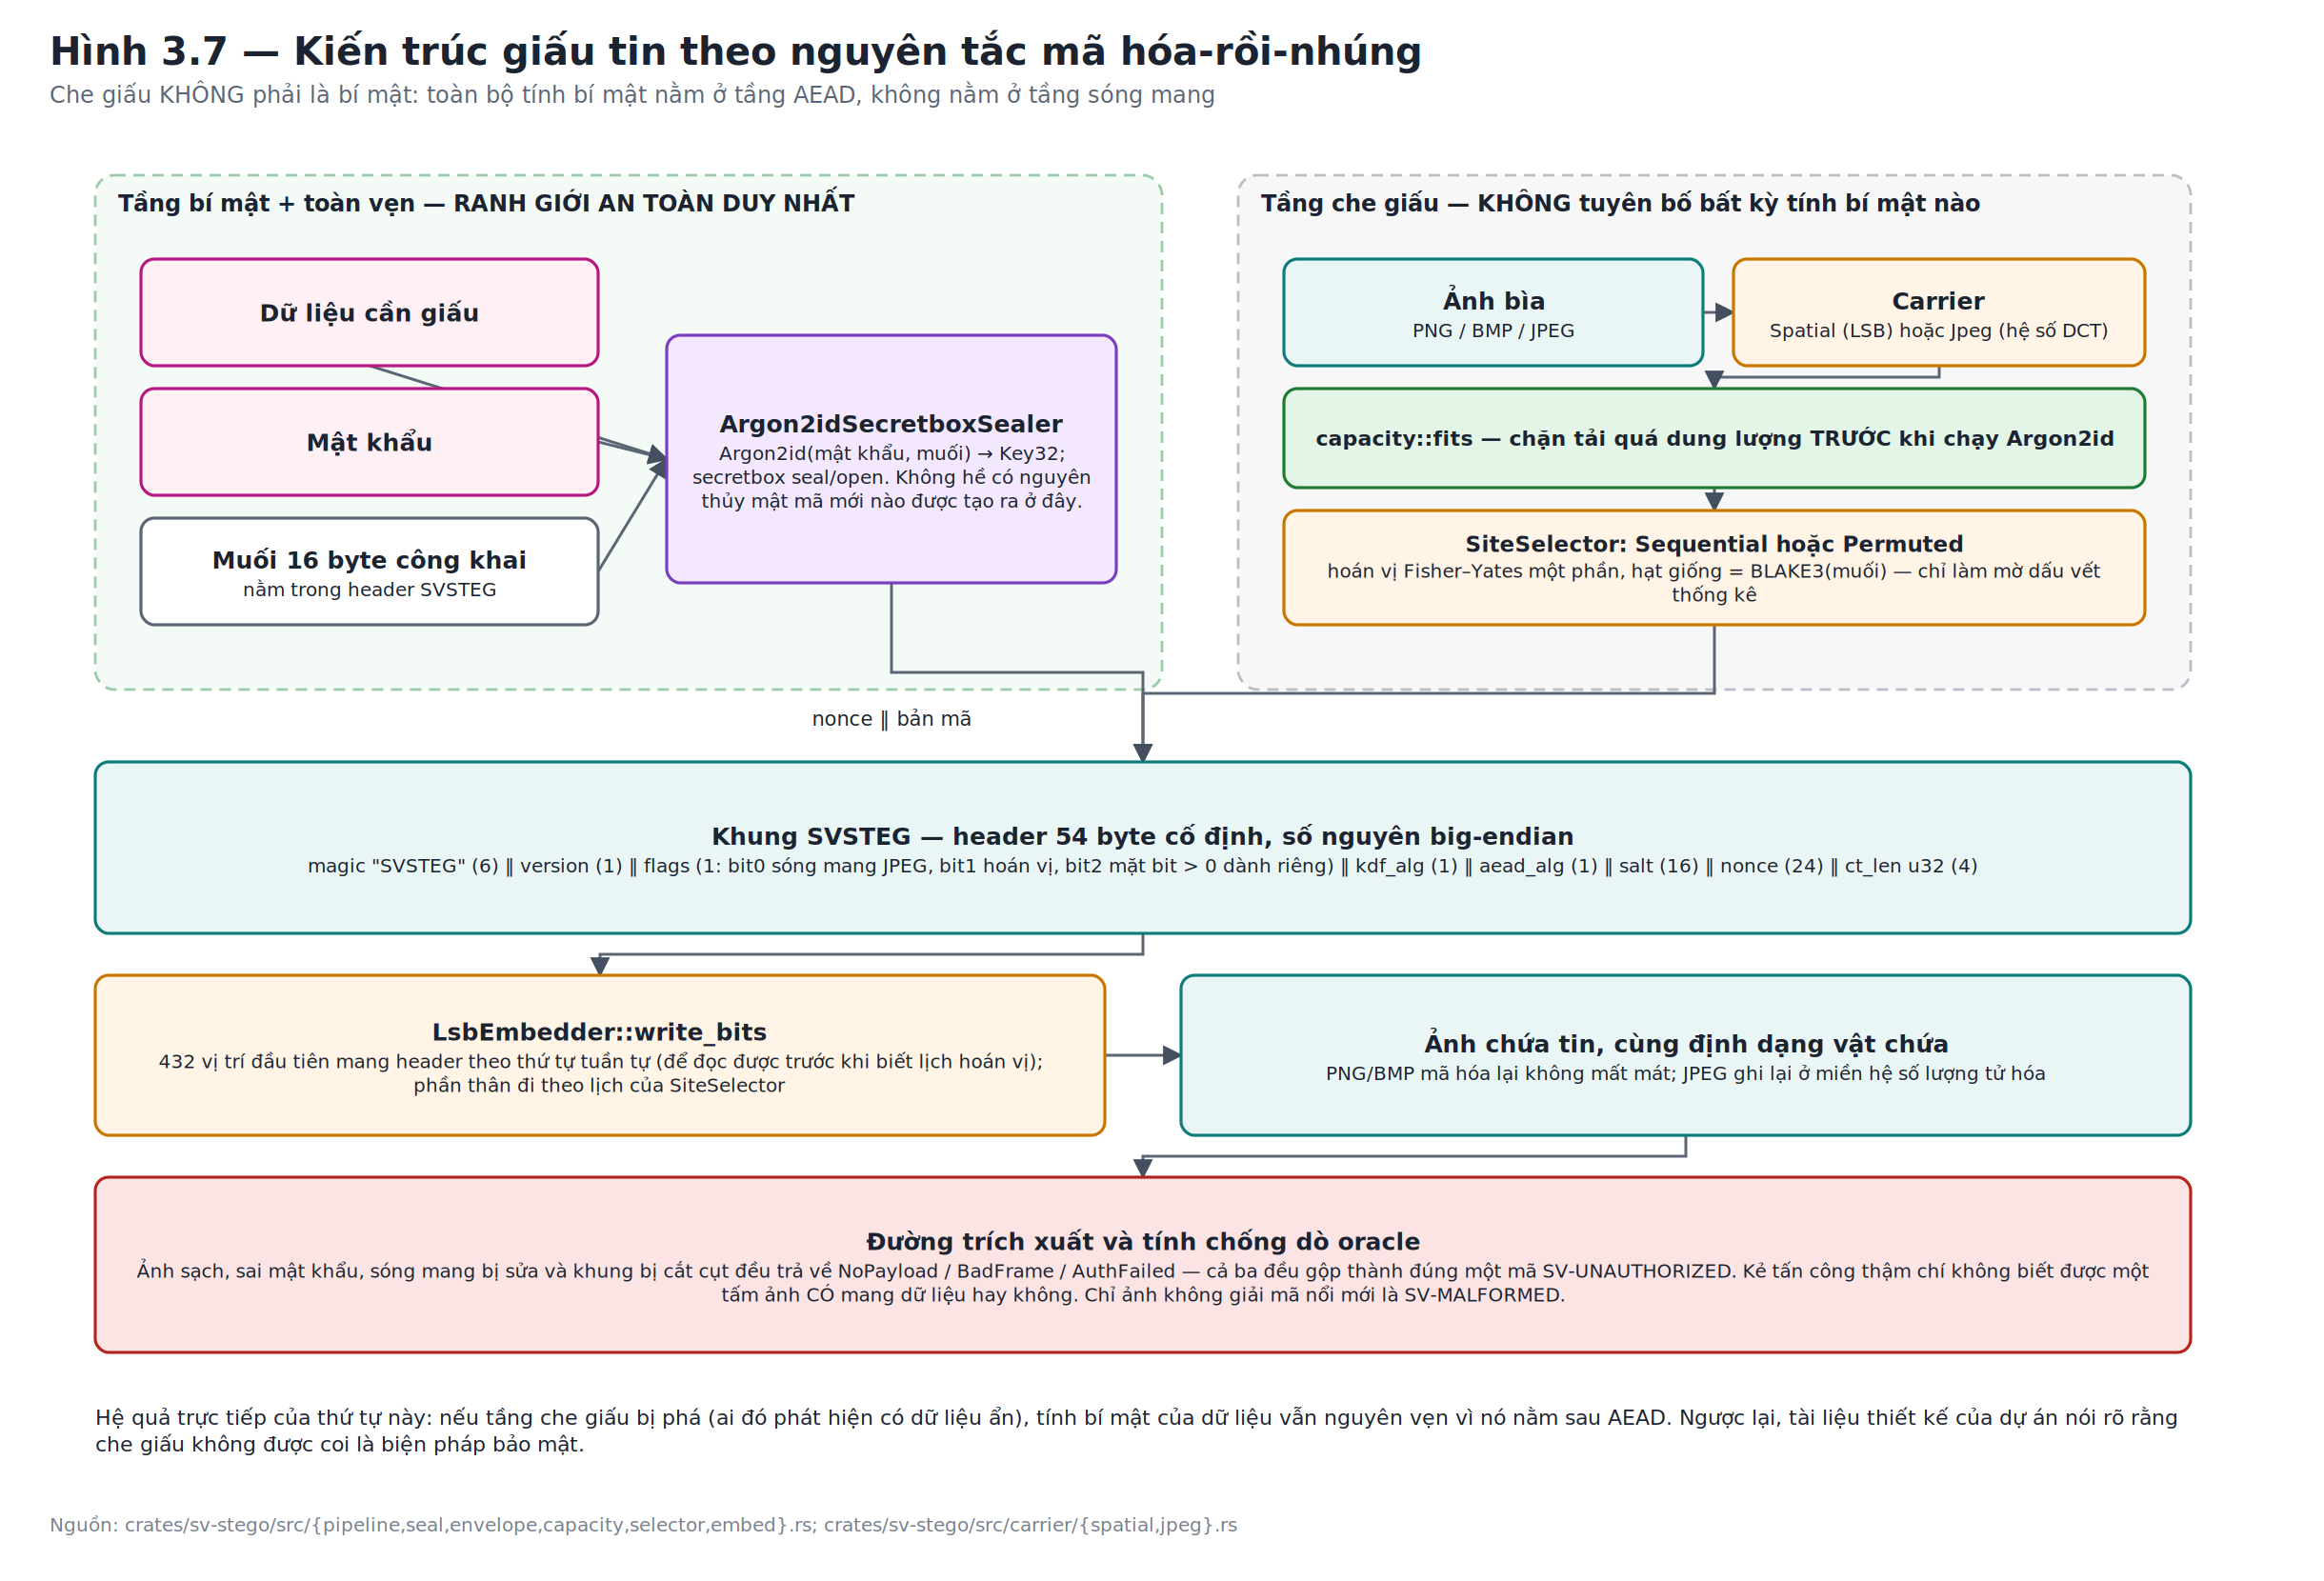 Hình 3.7 — Kiến trúc giấu tin theo nguyên tắc mã hóa-rồi-nhúng
Che giấu KHÔNG phải là bí mật: toàn bộ tính bí mật nằm ở tầng AEAD, không nằm ở tầng sóng mang
Tầng bí mật + toàn vẹn — RANH GIỚI AN TOÀN DUY NHẤT
Dữ liệu cần giấu
Mật khẩu
Muối 16 byte công khai
nằm trong header SVSTEG
Argon2idSecretboxSealer
Argon2id(mật khẩu, muối) → Key32;
secretbox seal/open. Không hề có nguyên
thủy mật mã mới nào được tạo ra ở đây.
Tầng che giấu — KHÔNG tuyên bố bất kỳ tính bí mật nào
Ảnh bìa
PNG / BMP / JPEG
Carrier
Spatial (LSB) hoặc Jpeg (hệ số DCT)
capacity::fits — chặn tải quá dung lượng TRƯỚC khi chạy Argon2id
SiteSelector: Sequential hoặc Permuted
hoán vị Fisher–Yates một phần, hạt giống = BLAKE3(muối) — chỉ làm mờ dấu vết
thống kê
nonce ‖ bản mã
Khung SVSTEG — header 54 byte cố định, số nguyên big-endian
magic "SVSTEG" (6) ‖ version (1) ‖ flags (1: bit0 sóng mang JPEG, bit1 hoán vị, bit2 mặt bit > 0 dành riêng) ‖ kdf_alg (1) ‖ aead_alg (1) ‖ salt (16) ‖ nonce (24) ‖ ct_len u32 (4)
LsbEmbedder::write_bits
432 vị trí đầu tiên mang header theo thứ tự tuần tự (để đọc được trước khi biết lịch hoán vị);
phần thân đi theo lịch của SiteSelector
Ảnh chứa tin, cùng định dạng vật chứa
PNG/BMP mã hóa lại không mất mát; JPEG ghi lại ở miền hệ số lượng tử hóa
Đường trích xuất và tính chống dò oracle
Ảnh sạch, sai mật khẩu, sóng mang bị sửa và khung bị cắt cụt đều trả về NoPayload / BadFrame / AuthFailed — cả ba đều gộp thành đúng một mã SV-UNAUTHORIZED. Kẻ tấn công thậm chí không biết được một
tấm ảnh CÓ mang dữ liệu hay không. Chỉ ảnh không giải mã nổi mới là SV-MALFORMED.
Hệ quả trực tiếp của thứ tự này: nếu tầng che giấu bị phá (ai đó phát hiện có dữ liệu ẩn), tính bí mật của dữ liệu vẫn nguyên vẹn vì nó nằm sau AEAD. Ngược lại, tài liệu thiết kế của dự án nói rõ rằng
che giấu không được coi là biện pháp bảo mật.
Nguồn: crates/sv-stego/src/{pipeline,seal,envelope,capacity,selector,embed}.rs; crates/sv-stego/src/carrier/{spatial,jpeg}.rs